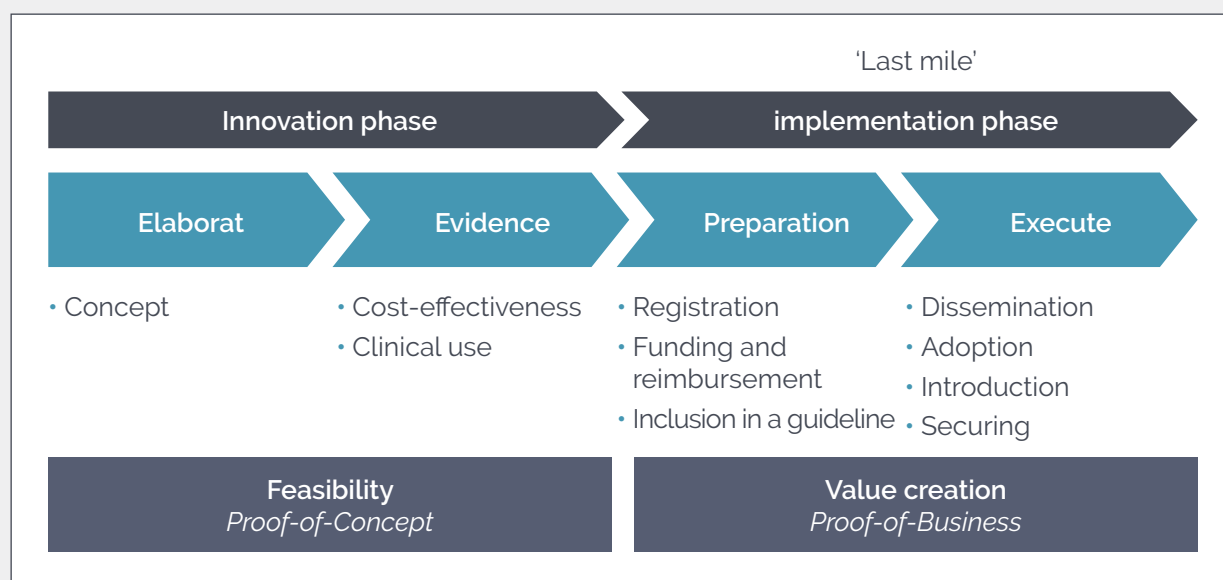 ‘Last mile’
Innovation phase
implementation phase
Elaborat
Evidence
Preparation
Execute
• Concept
• Cost-effectiveness
• Clinical use
• Registration
• Funding and
reimbursement
• Inclusion in a guideline
• Dissemination
• Adoption
• Introduction
• Securing
Feasibility
Proof-of-Concept
Value creation
Proof-of-Business